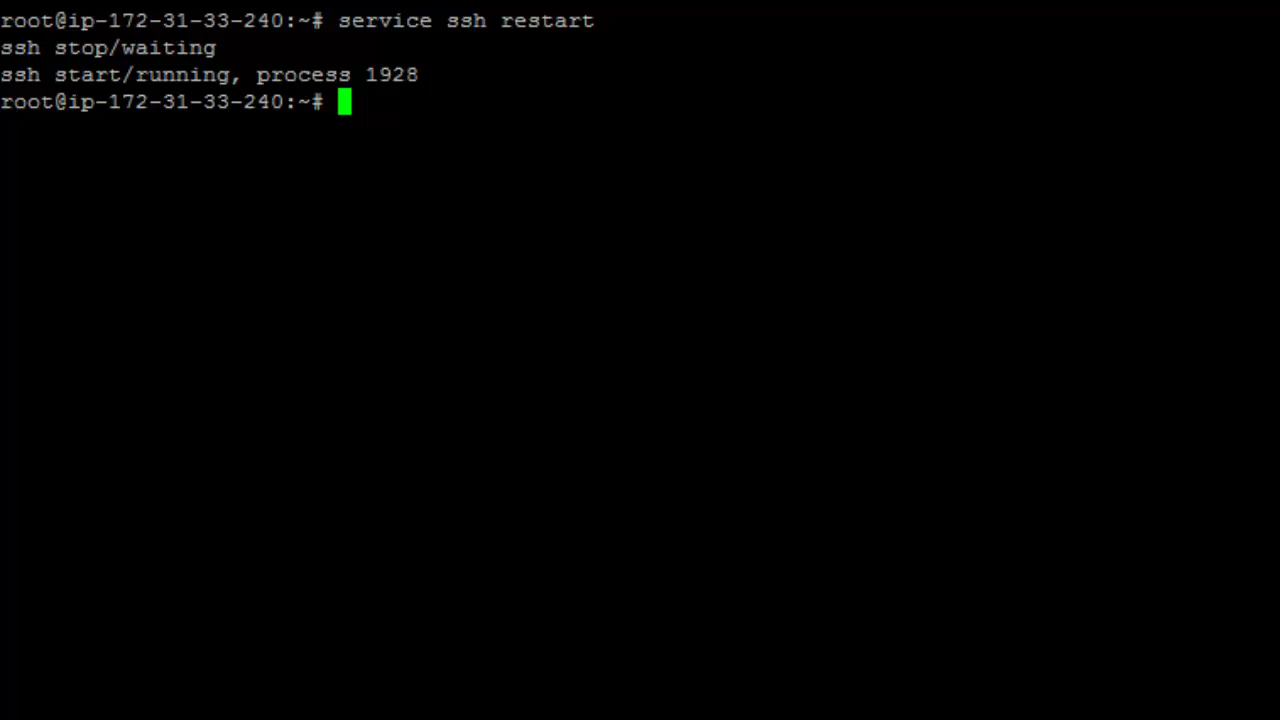 root@ip-172-31-33-240:~# service ssh restart
ssh stop/waiting
ssh start/running, process 1928
root@ip-172-31-33-240:~#